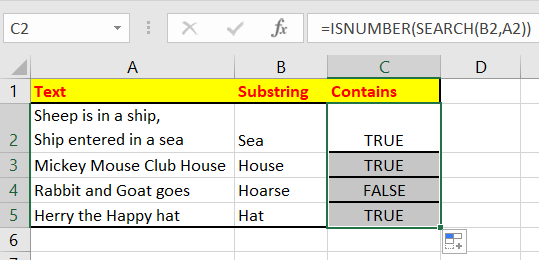 C2 =ISNUMBER(SEARCH(B2,A2))
A B C D
1 Text Substring Contains
Sheep is in a ship,
2 Ship entered in a sea Sea TRUE
3 Mickey Mouse Club House House TRUE
4 Rabbit and Goat goes Hoarse FALSE
5 Herry the Happy hat Hat TRUE
6
7